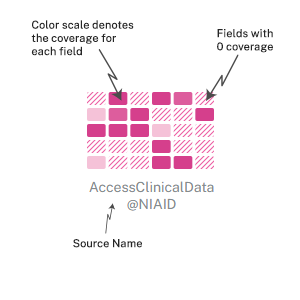 Color scale denotes
the coverage for
each field
Fields with
0 coverage
AccessClinicalData
@NIAID
Source Name